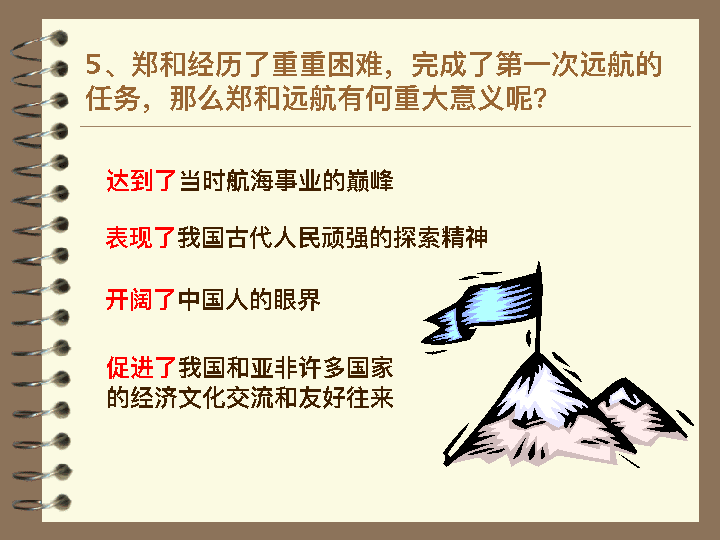 5、郑和经历了重重困难，完成了第一次远航的
任务，那么郑和远航有何重大意义呢？
达到了当时航海事业的巅峰
表现了我国古代人民顽强的探索精神
开阔了中国人的眼界
促进了我国和亚非许多国家
的经济文化交流和友好往来